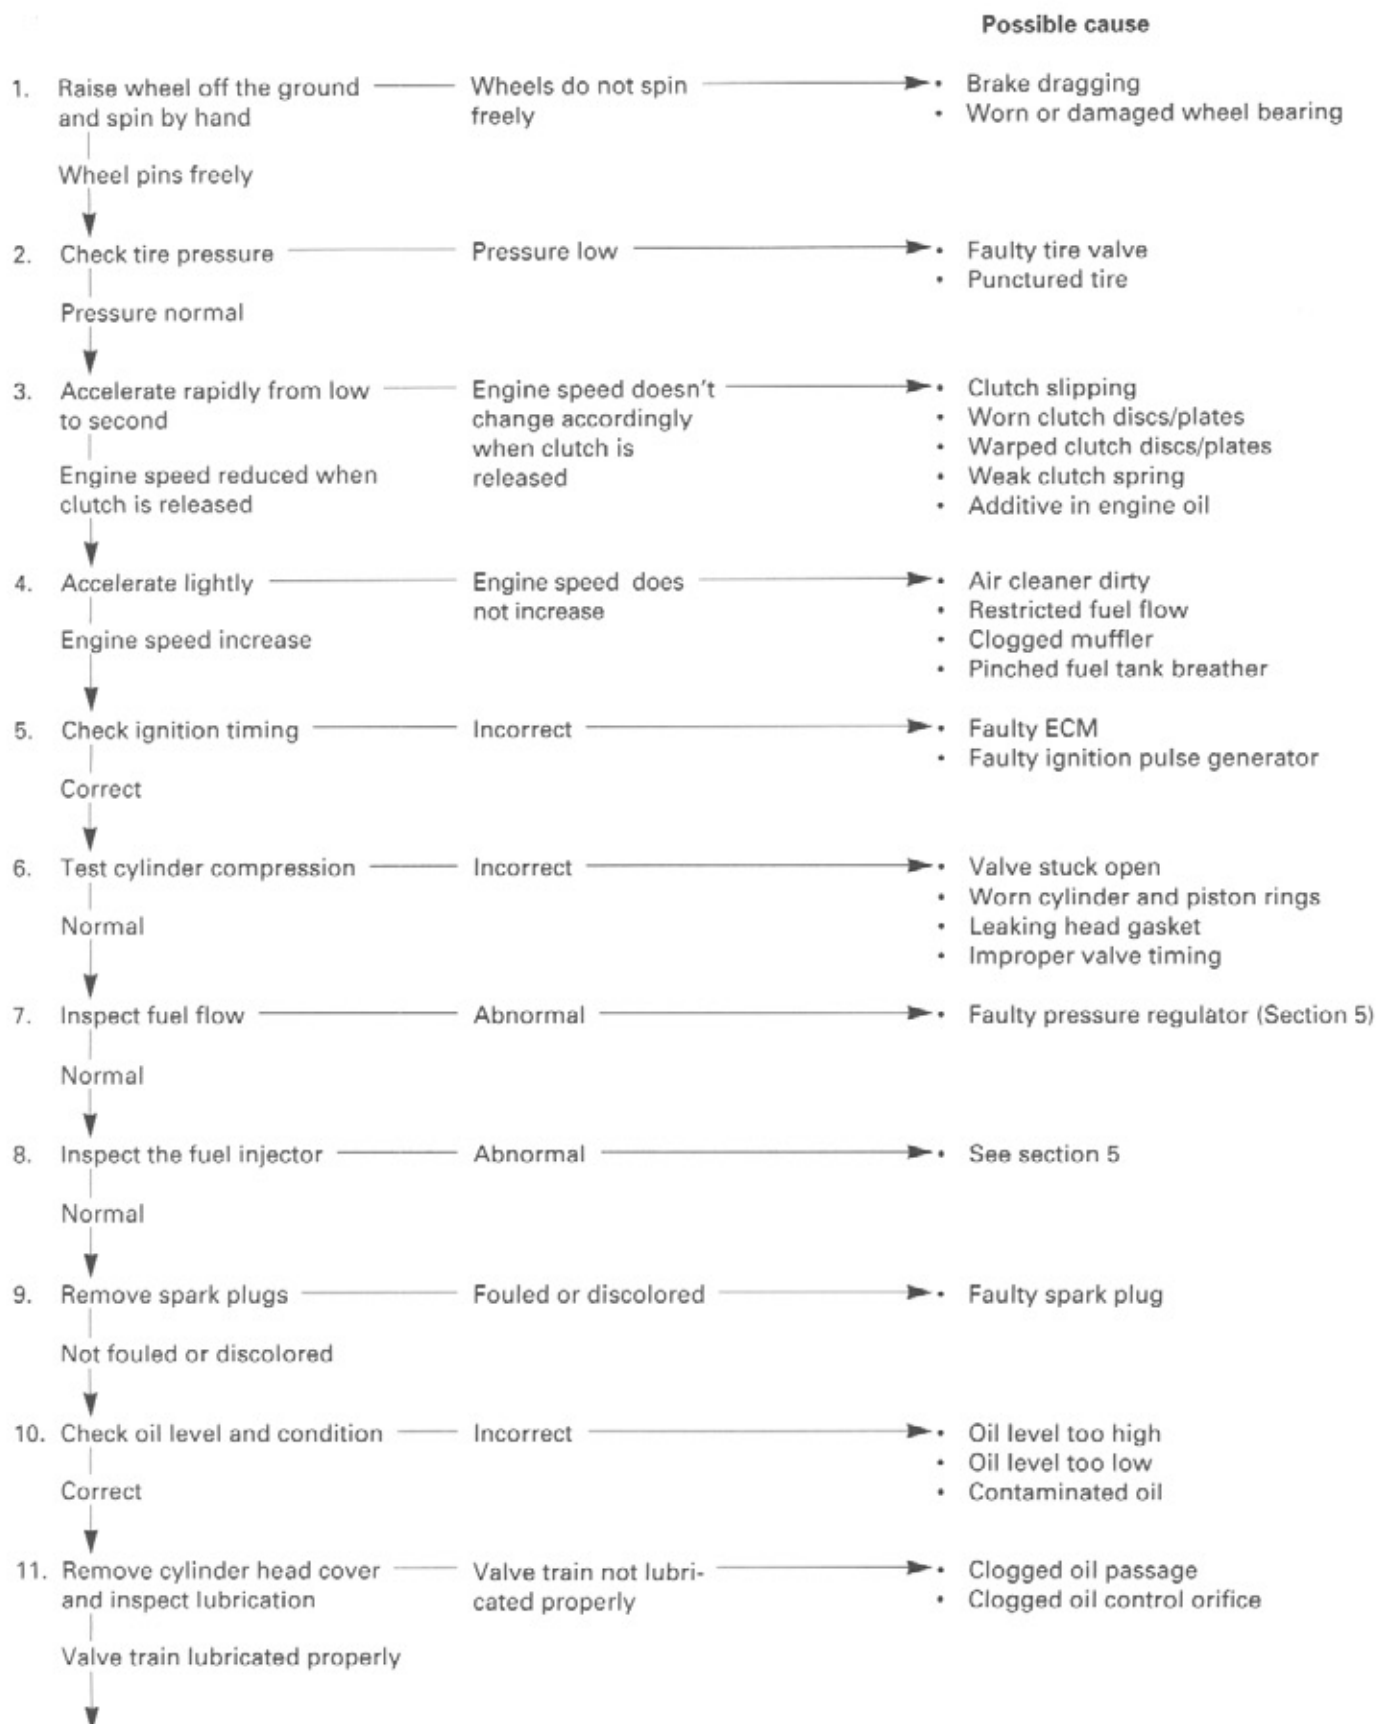 Possible cause
1. Raise wheel off the ground Wheels do not spin • Brake dragging
and spin by hand freely • Worn or damaged wheel bearing
Wheel pins freely
2. Check tire pressure Pressure low • Faulty tire valve
• Punctured tire
Pressure normal
3. Accelerate rapidly from low Engine speed doesn't • Clutch slipping
to second change accordingly • Worn clutch discs/plates
when clutch is • Warped clutch discs/plates
Engine speed reduced when released • Weak clutch spring
clutch is released • Additive in engine oil
4. Accelerate lightly Engine speed does • Air cleaner dirty
not increase • Restricted fuel flow
Engine speed increase • Clogged muffler
• Pinched fuel tank breather
5. Check ignition timing Incorrect • Faulty ECM
• Faulty ignition pulse generator
Correct
6. Test cylinder compression Incorrect • Valve stuck open
• Worn cylinder and piston rings
Normal • Leaking head gasket
• Improper valve timing
7. Inspect fuel flow Abnormal • Faulty pressure regulator (Section 5)
Normal
8. Inspect the fuel injector Abnormal • See section 5
Normal
9. Remove spark plugs Fouled or discolored • Faulty spark plug
Not fouled or discolored
10. Check oil level and condition Incorrect • Oil level too high
• Oil level too low
Correct • Contaminated oil
11. Remove cylinder head cover Valve train not lubri- • Clogged oil passage
and inspect lubrication cated properly • Clogged oil control orifice
Valve train lubricated properly